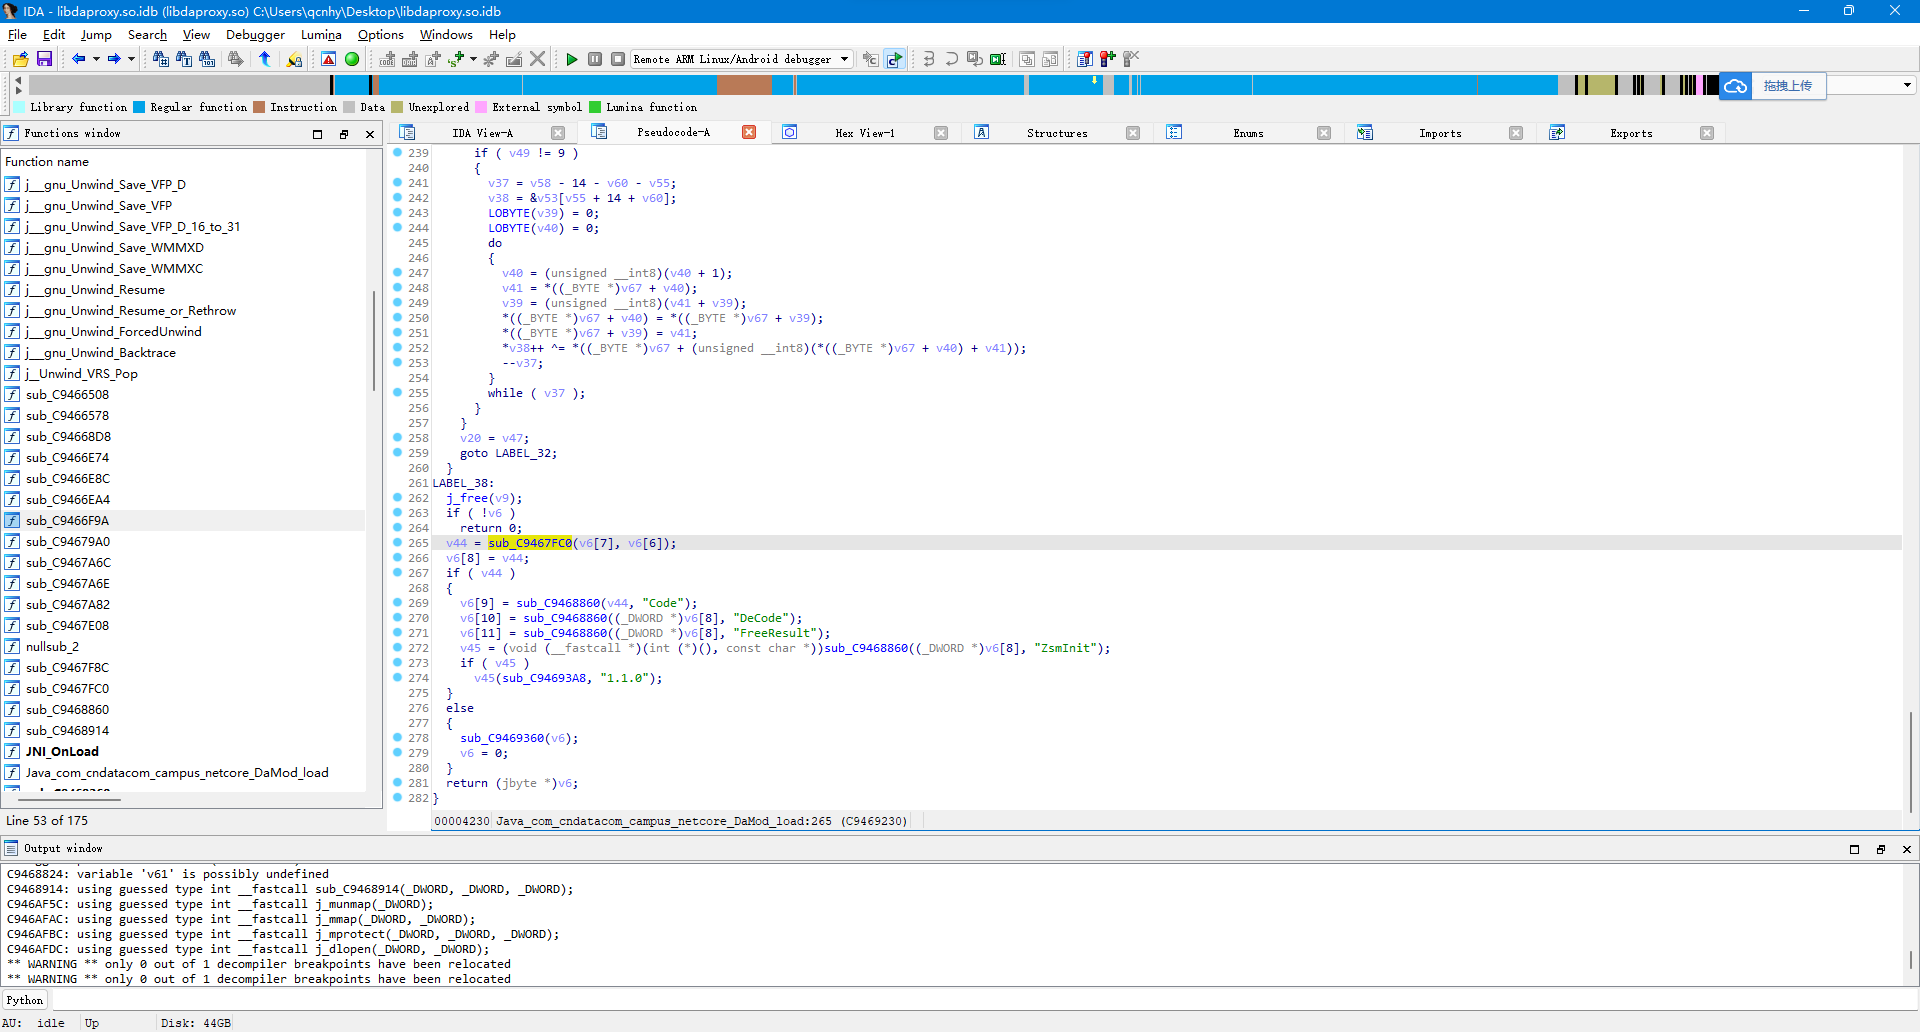 IDA - libdaproxy.so.idb (libdaproxy.so) C:\Users\qcnhy\Desktop\libdaproxy.so.idb
File Edit Jump Search View Debugger Lumina Options Windows Help
Remote ARM Linux/Android debugger
拖拽上传
Library function Regular function Instruction Data Unexplored External symbol Lumina function
Functions window
IDA View-A Pseudocode-A Hex View-1 Structures Enums Imports Exports
Function name
j___gnu_Unwind_Save_VFP_D
j___gnu_Unwind_Save_VFP
j___gnu_Unwind_Save_VFP_D_16_to_31
j___gnu_Unwind_Save_WMMXD
j___gnu_Unwind_Save_WMMXC
j___gnu_Unwind_Resume
j___gnu_Unwind_Resume_or_Rethrow
j___gnu_Unwind_ForcedUnwind
j___gnu_Unwind_Backtrace
j__Unwind_VRS_Pop
sub_C9466508
sub_C9466578
sub_C94668D8
sub_C9466E74
sub_C9466E8C
sub_C9466EA4
sub_C9466F9A
sub_C94679A0
sub_C9467A6C
sub_C9467A6E
sub_C9467A82
sub_C9467E08
nullsub_2
sub_C9467F8C
sub_C9467FC0
sub_C9468860
sub_C9468914
JNI_OnLoad
Java_com_cndatacom_campus_netcore_DaMod_load
Line 53 of 175
239 if ( v49 != 9 )
240 {
241 v37 = v58 - 14 - v60 - v55;
242 v38 = &v53[v55 + 14 + v60];
243 LOBYTE(v39) = 0;
244 LOBYTE(v40) = 0;
245 do
246 {
247 v40 = (unsigned __int8)(v40 + 1);
248 v41 = *((_BYTE *)v67 + v40);
249 v39 = (unsigned __int8)(v41 + v39);
250 *((_BYTE *)v67 + v40) = *((_BYTE *)v67 + v39);
251 *((_BYTE *)v67 + v39) = v41;
252 *v38++ ^= *((_BYTE *)v67 + (unsigned __int8)(*((_BYTE *)v67 + v40) + v41));
253 --v37;
254 }
255 while ( v37 );
256 }
257 }
258 v20 = v47;
259 goto LABEL_32;
260 }
261 LABEL_38:
262 j_free(v9);
263 if ( !v6 )
264 return 0;
265 v44 = sub_C9467FC0(v6[7], v6[6]);
266 v6[8] = v44;
267 if ( v44 )
268 {
269 v6[9] = sub_C9468860(v44, "Code");
270 v6[10] = sub_C9468860((_DWORD *)v6[8], "DeCode");
271 v6[11] = sub_C9468860((_DWORD *)v6[8], "FreeResult");
272 v45 = (void (__fastcall *)(int (*)(), const char *))sub_C9468860((_DWORD *)v6[8], "ZsmInit");
273 if ( v45 )
274 v45(sub_C94693A8, "1.1.0");
275 }
276 else
277 {
278 sub_C9469360(v6);
279 v6 = 0;
280 }
281 return (jbyte *)v6;
282 }
00004230 Java_com_cndatacom_campus_netcore_DaMod_load:265 (C9469230)
Output window
C9468824: variable 'v61' is possibly undefined
C9468914: using guessed type int __fastcall sub_C9468914(_DWORD, _DWORD, _DWORD);
C946AF5C: using guessed type int __fastcall j_munmap(_DWORD);
C946AFAC: using guessed type int __fastcall j_mmap(_DWORD, _DWORD);
C946AFBC: using guessed type int __fastcall j_mprotect(_DWORD, _DWORD, _DWORD);
C946AFDC: using guessed type int __fastcall j_dlopen(_DWORD, _DWORD);
** WARNING ** only 0 out of 1 decompiler breakpoints have been relocated
** WARNING ** only 0 out of 1 decompiler breakpoints have been relocated
Python
AU: idle Up Disk: 44GB